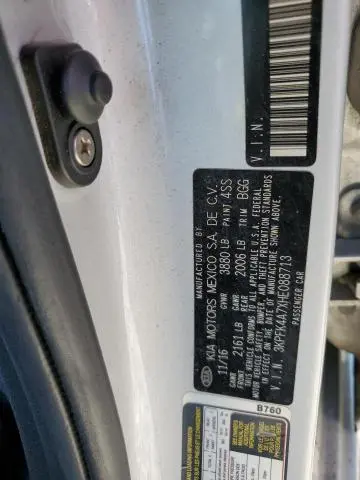 MANUFACTURED BY
KIA MOTORS MEXICO S.A. DE C.V.
11/16 GVWR 3880 LB PAINT 4SS
GAWR FRONT 2161 LB GAWR REAR 2006 LB TRIM BGG
THIS VEHICLE CONFORMS TO ALL APPLICABLE U.S.A. FEDERAL
MOTOR VEHICLE SAFETY, BUMPER, AND THEFT PREVENTION STANDARDS
IN EFFECT ON THE DATE OF MANUFACTURE SHOWN ABOVE.
V.I.N. 3KPFK4A7XHE088713
PASSENGER CAR
V.I.N.
B760